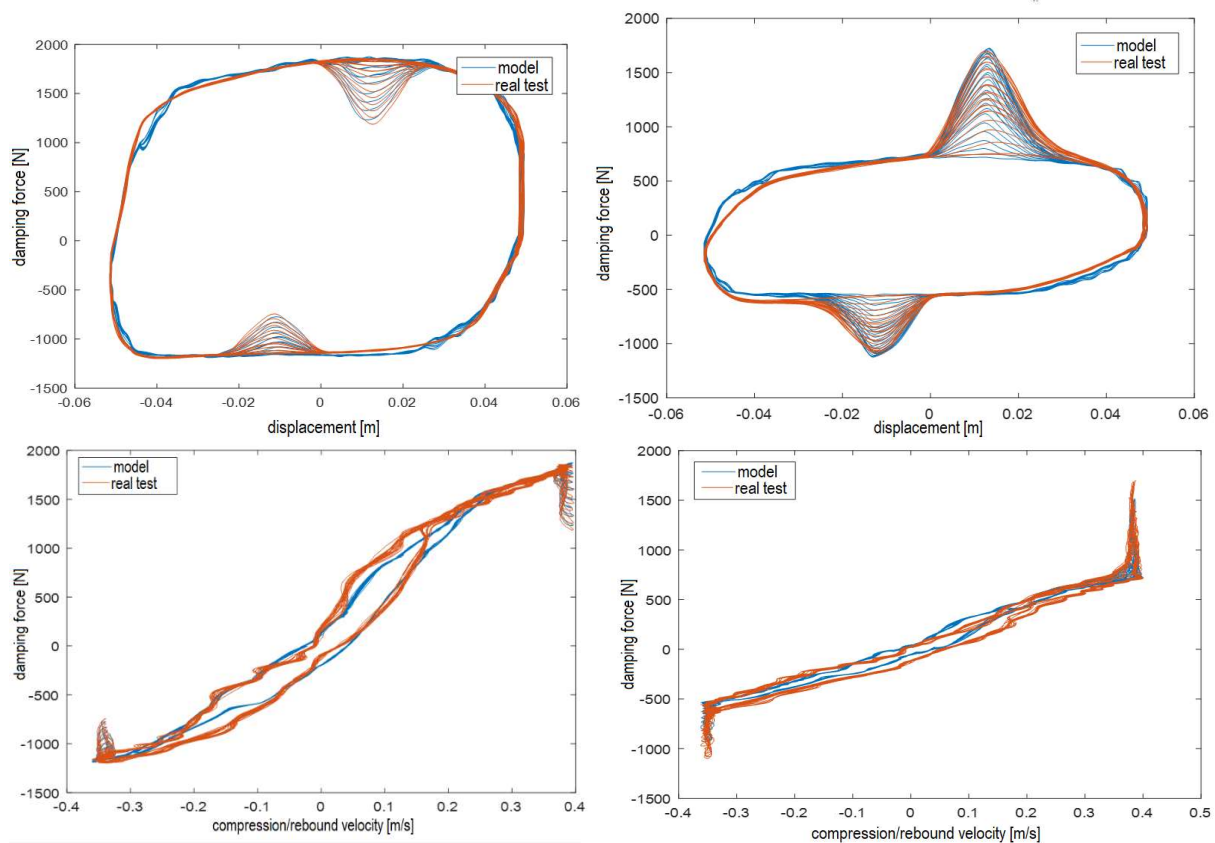 2000
1500
1000
500
0
-500
-1000
-1500
-0.06 -0.04 -0.02 0 0.02 0.04 0.06
damping force [N]
displacement [m]
model
real test
2000
1500
1000
500
0
-500
-1000
-1500
-0.06 -0.04 -0.02 0 0.02 0.04 0.06
damping force [N]
displacement [m]
model
real test
2000
1500
1000
500
0
-500
-1000
-1500
-0.4 -0.3 -0.2 -0.1 0 0.1 0.2 0.3 0.4
damping force [N]
compression/rebound velocity [m/s]
model
real test
2000
1500
1000
500
0
-500
-1000
-1500
-0.4 -0.3 -0.2 -0.1 0 0.1 0.2 0.3 0.4 0.5
damping force [N]
compression/rebound velocity [m/s]
model
real test